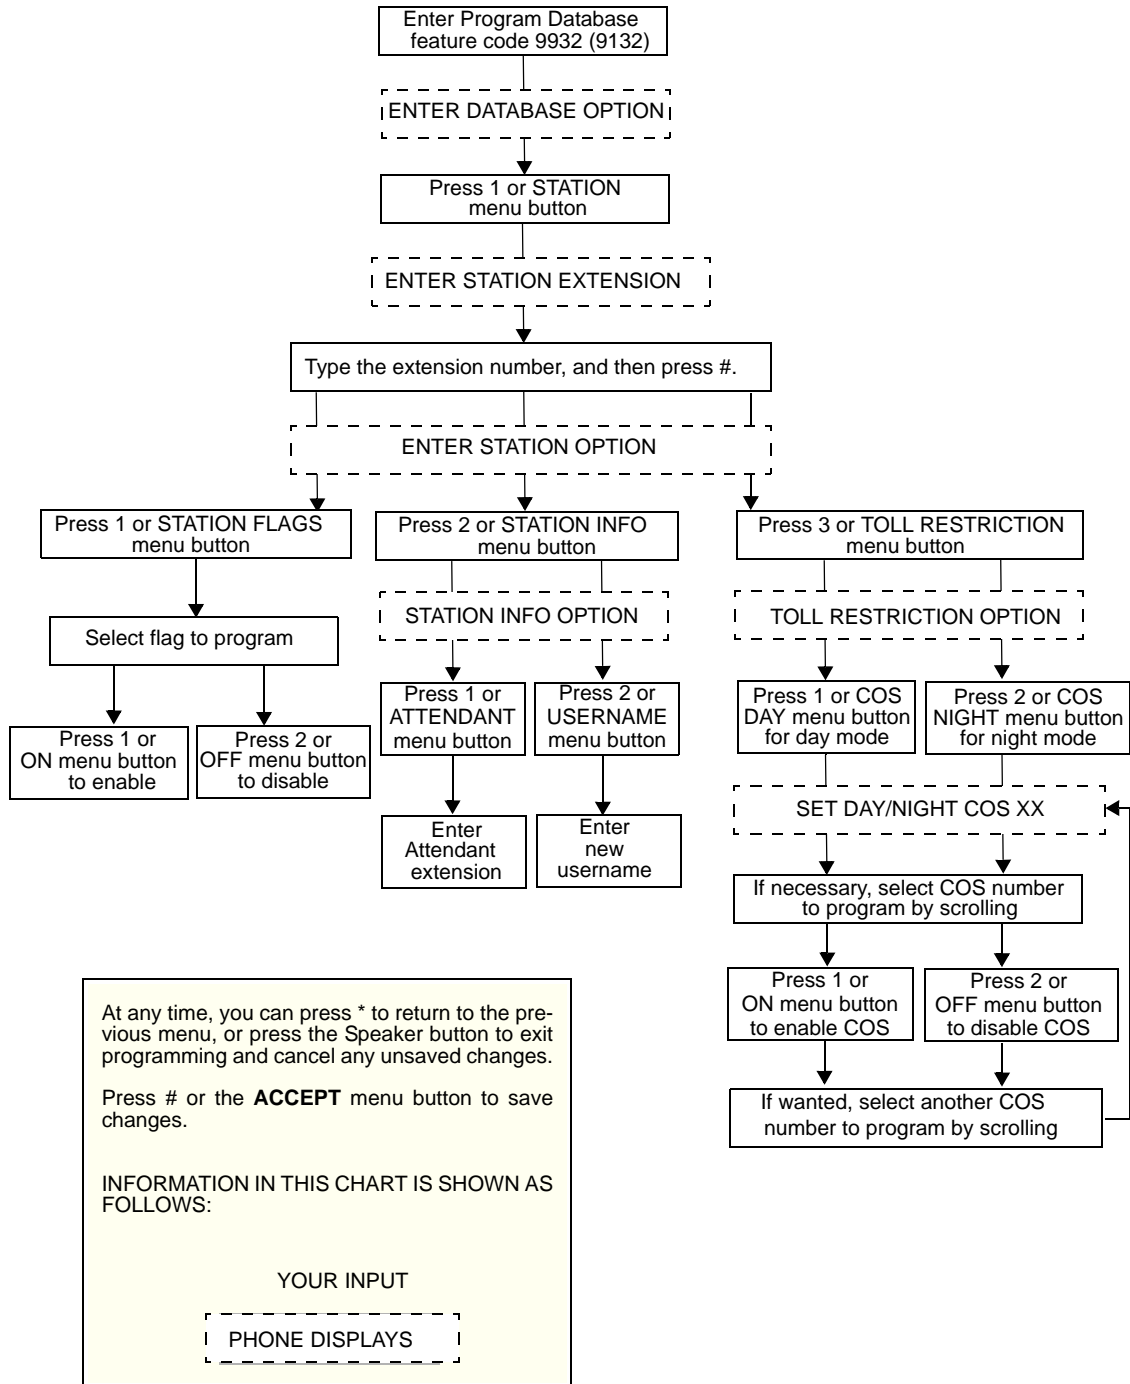 Enter Program Database
feature code 9932 (9132)
ENTER DATABASE OPTION
Press 1 or STATION
menu button
ENTER STATION EXTENSION
Type the extension number, and then press #.
ENTER STATION OPTION
Press 1 or STATION FLAGS
menu button
Press 2 or STATION INFO
menu button
Press 3 or TOLL RESTRICTION
menu button
Select flag to program
STATION INFO OPTION
TOLL RESTRICTION OPTION
Press 1 or
ON menu button
to enable
Press 2 or
OFF menu button
to disable
Press 1 or
ATTENDANT
menu button
Press 2 or
USERNAME
menu button
Press 1 or COS
DAY menu button
for day mode
Press 2 or COS
NIGHT menu button
for night mode
Enter
Attendant
extension
Enter
new
username
SET DAY/NIGHT COS XX
If necessary, select COS number
to program by scrolling
Press 1 or
ON menu button
to enable COS
Press 2 or
OFF menu button
to disable COS
If wanted, select another COS
number to program by scrolling
At any time, you can press * to return to the pre-
vious menu, or press the Speaker button to exit
programming and cancel any unsaved changes.
Press # or the ACCEPT menu button to save
changes.
INFORMATION IN THIS CHART IS SHOWN AS
FOLLOWS:
YOUR INPUT
PHONE DISPLAYS